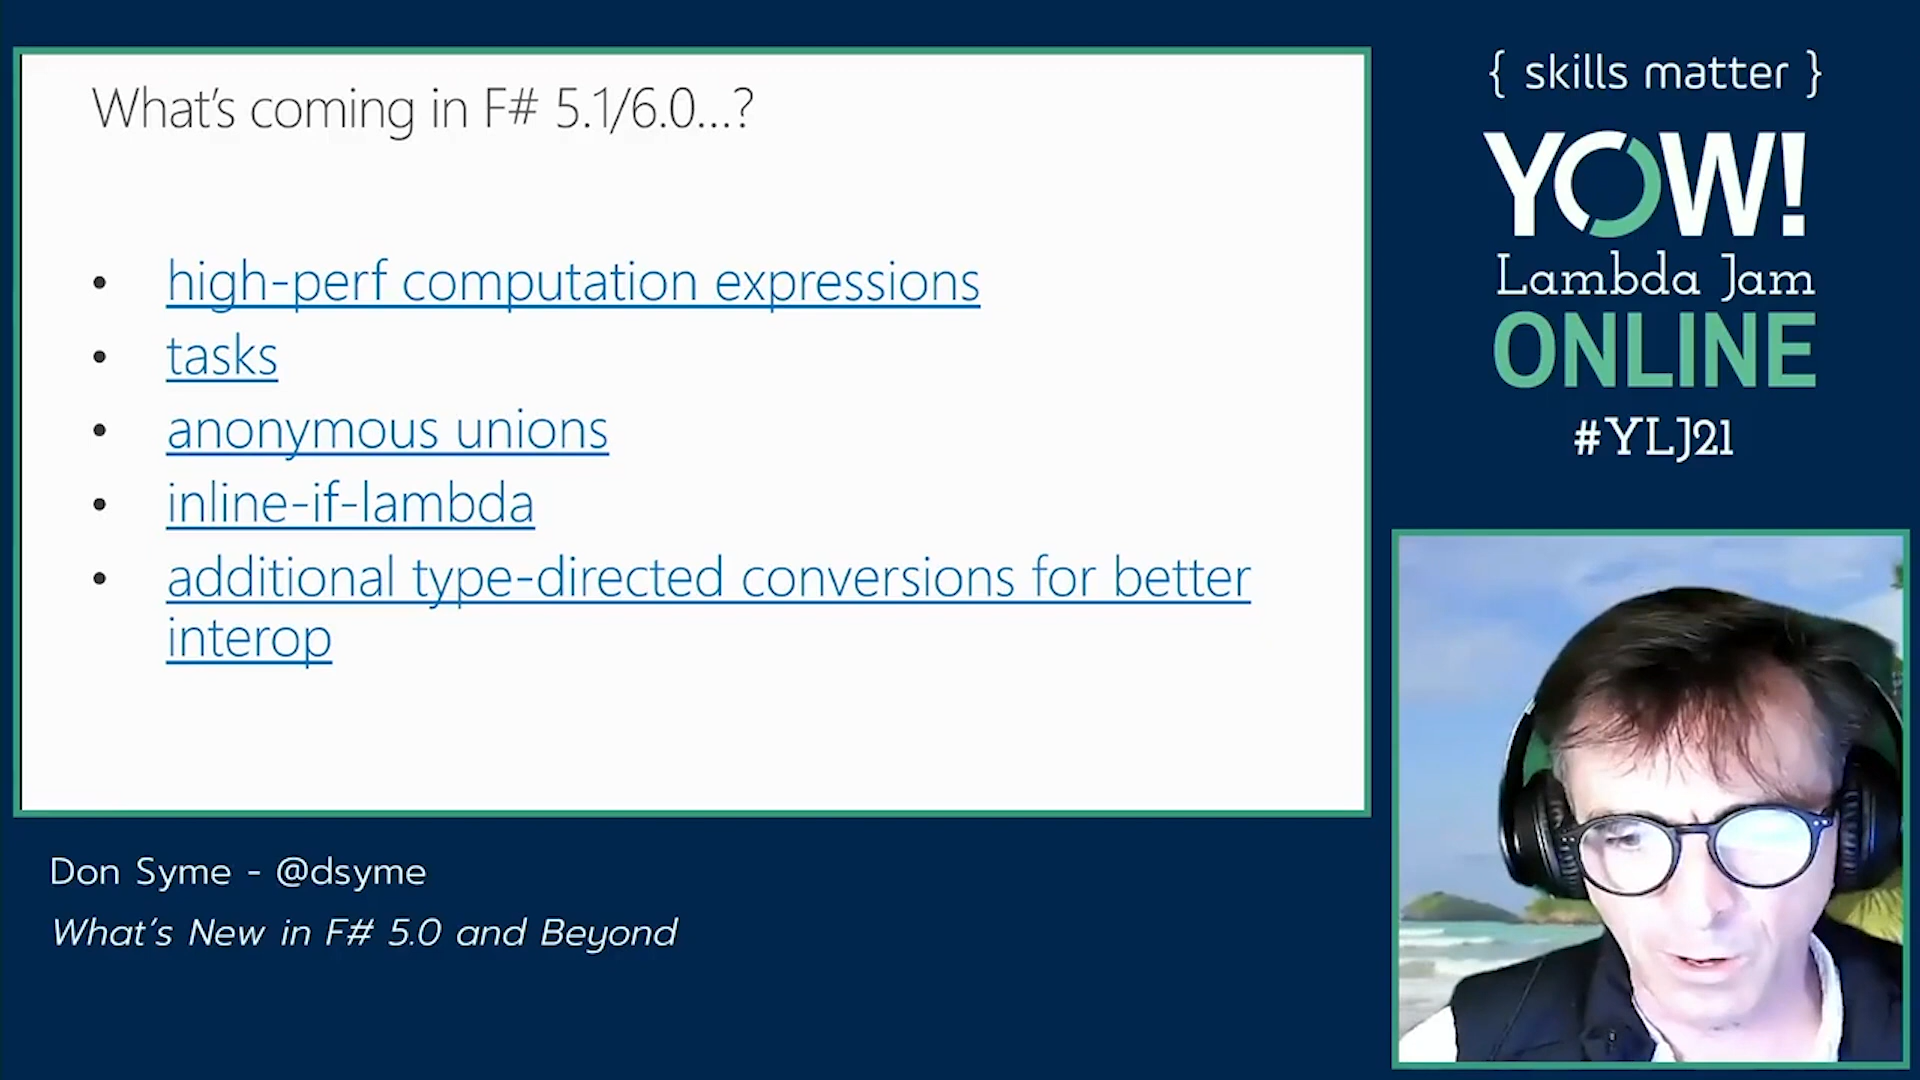 What's coming in F# 5.1/6.0...?
• high-perf computation expressions
• tasks
• anonymous unions
• inline-if-lambda
• additional type-directed conversions for better
interop
{ skills matter }
YOW!
Lambda Jam
ONLINE
#YLJ21
Don Syme - @dsyme
What's New in F# 5.0 and Beyond